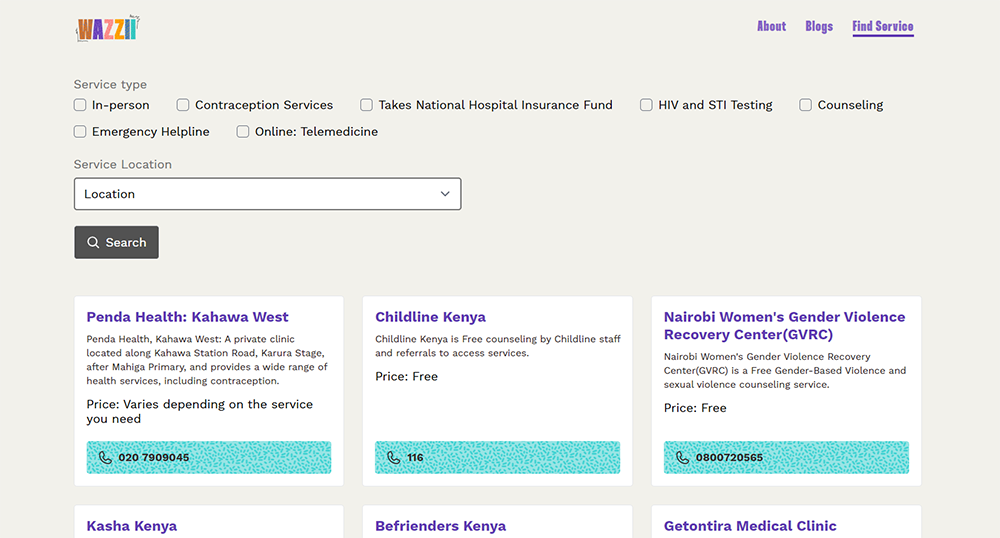 WAZZII
About Blogs Find Service
Service type
In-person Contraception Services Takes National Hospital Insurance Fund HIV and STI Testing Counseling
Emergency Helpline Online: Telemedicine
Service Location
Location
Search
Penda Health: Kahawa West
Penda Health, Kahawa West: A private clinic
located along Kahawa Station Road, Karura Stage,
after Mahiga Primary, and provides a wide range of
health services, including contraception.
Price: Varies depending on the service
you need
020 7909045
Childline Kenya
Childline Kenya is Free counseling by Childline staff
and referrals to access services.
Price: Free
116
Nairobi Women's Gender Violence
Recovery Center(GVRC)
Nairobi Women's Gender Violence Recovery
Center(GVRC) is a Free Gender-Based Violence and
sexual violence counseling service.
Price: Free
0800720565
Kasha Kenya
Befrienders Kenya
Getontira Medical Clinic